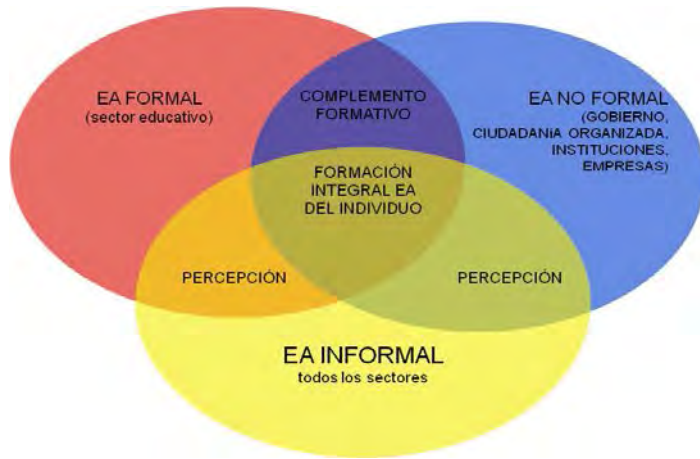 EA FORMAL
(sector educativo)
COMPLEMENTO
FORMATIVO
EA NO FORMAL
(GOBIERNO,
CIUDADANíA ORGANIZADA,
INSTITUCIONES,
EMPRESAS)
FORMACIÓN
INTEGRAL EA
DEL INDIVIDUO
PERCEPCIÓN
PERCEPCIÓN
EA INFORMAL
todos los sectores